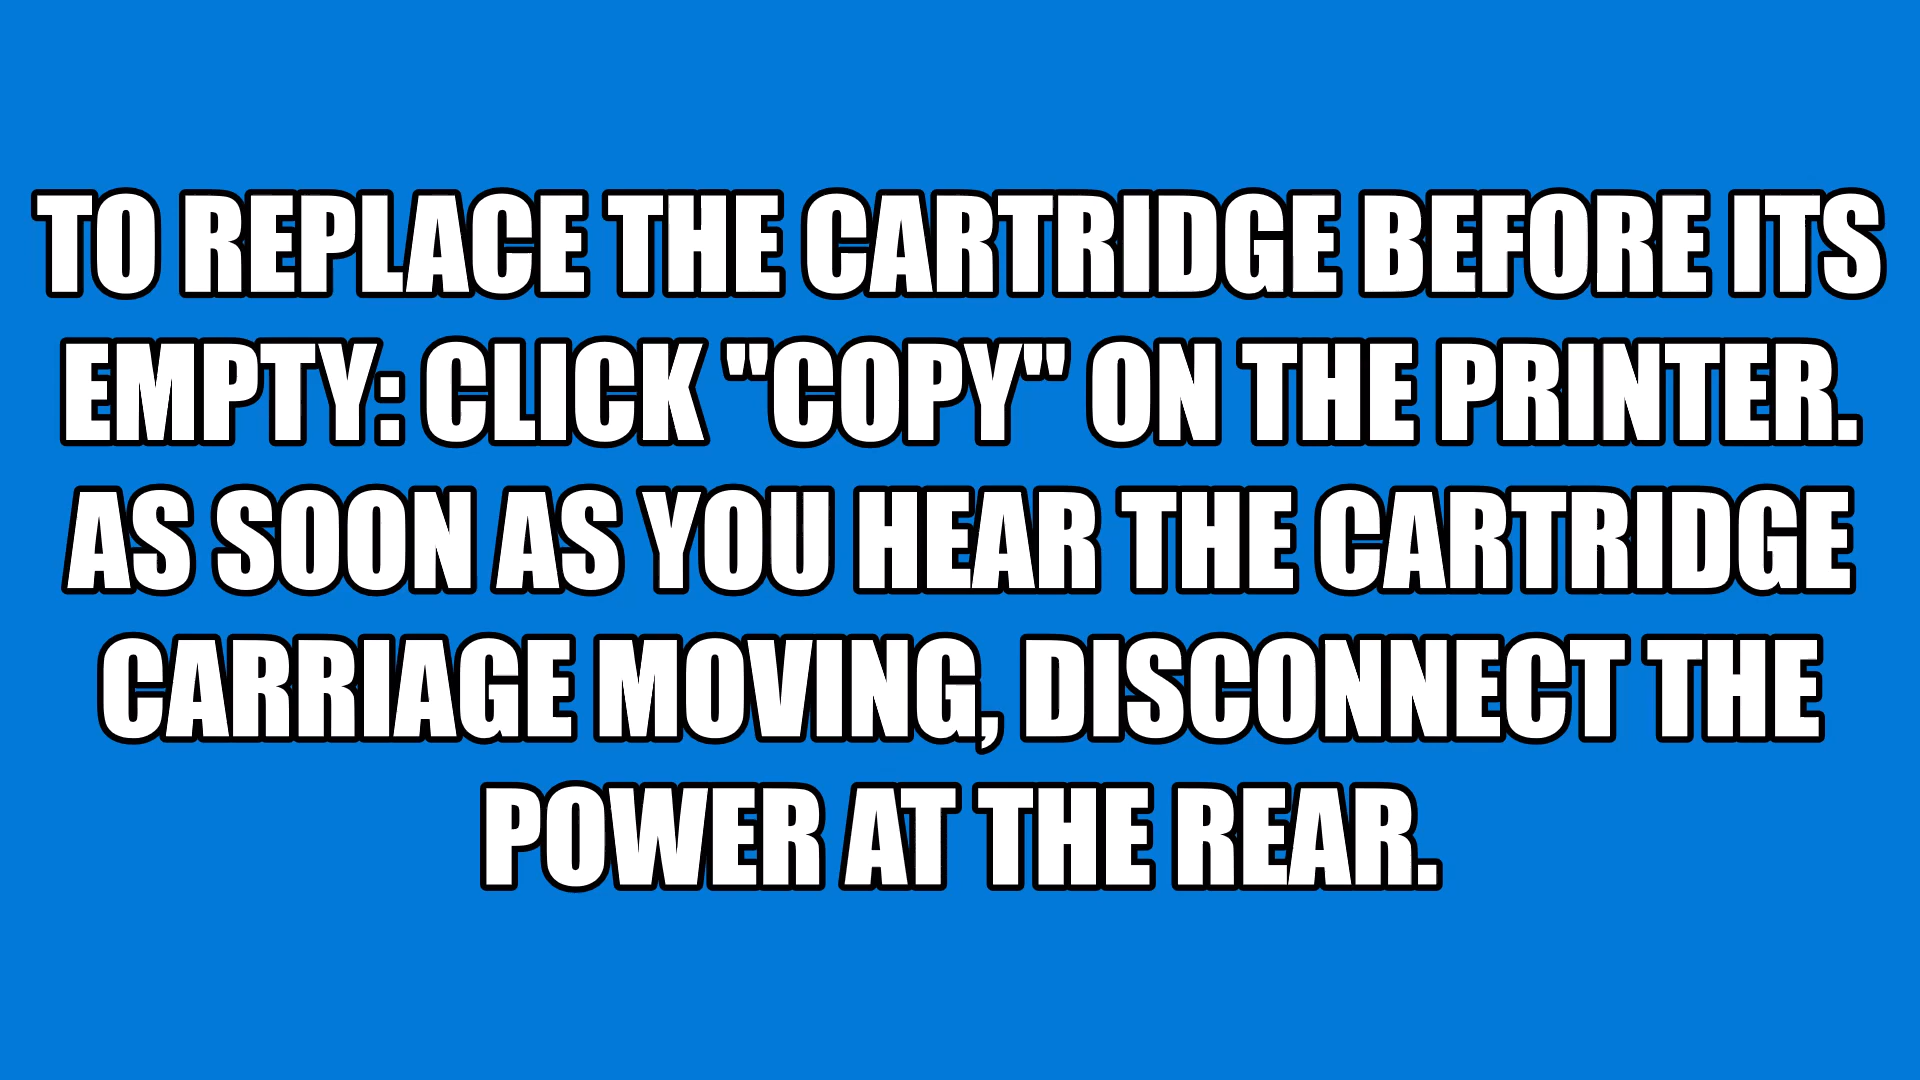 TO REPLACE THE CARTRIDGE BEFORE ITS
EMPTY: CLICK "COPY" ON THE PRINTER.
AS SOON AS YOU HEAR THE CARTRIDGE
CARRIAGE MOVING, DISCONNECT THE
POWER AT THE REAR.